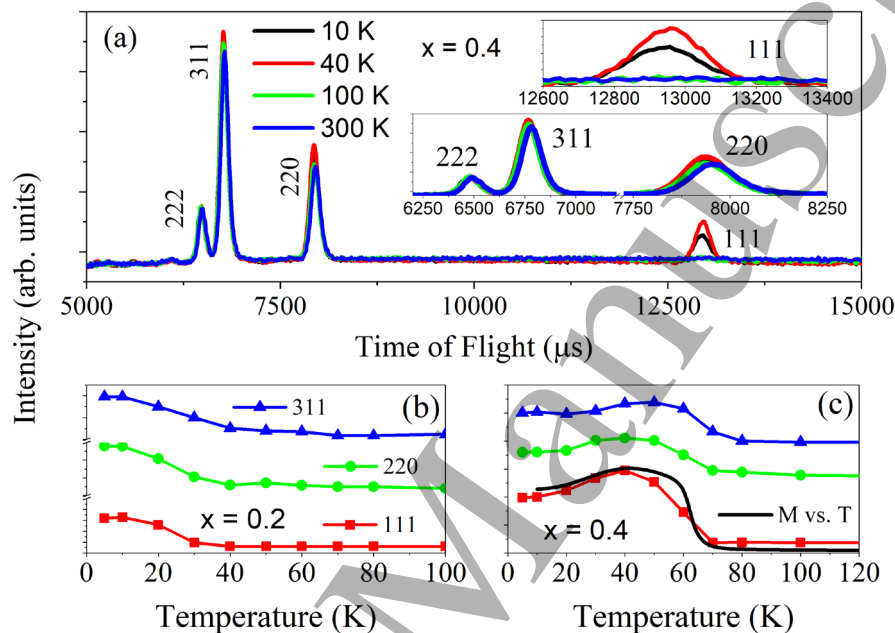 (a)
10 K
40 K
100 K
300 K
x = 0.4
111
12600 12800 13000 13200 13400
311
222
220
6250 6500 6750 7000 7750 8000 8250
311
222
220
111
5000 7500 10000 12500 15000
Time of Flight (μs)
Intensity (arb. units)
(b)
311
220
x = 0.2
111
0 20 40 60 80 100
Temperature (K)
(c)
M vs. T
x = 0.4
0 20 40 60 80 100 120
Temperature (K)
Manusc